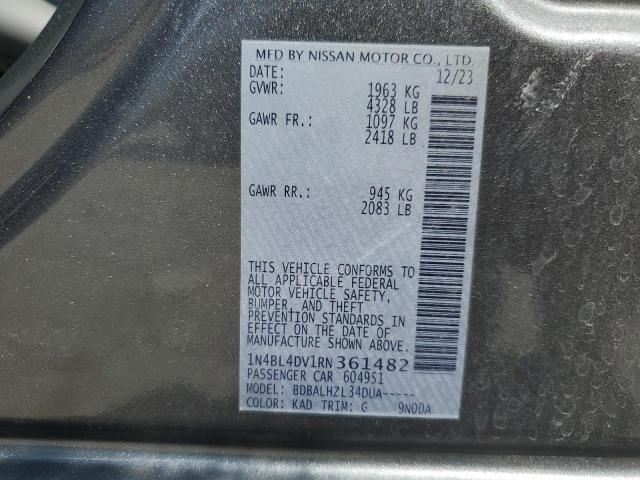 MFD BY NISSAN MOTOR CO., LTD.
DATE: 12/23
GVWR: 1963 KG
4328 LB
GAWR FR.: 1097 KG
2418 LB
GAWR RR.: 945 KG
2083 LB
THIS VEHICLE CONFORMS TO
ALL APPLICABLE FEDERAL
MOTOR VEHICLE SAFETY,
BUMPER, AND THEFT
PREVENTION STANDARDS IN
EFFECT ON THE DATE OF
MANUFACTURE SHOWN ABOVE.
1N4BL4DV1RN361482
PASSENGER CAR 604951
MODEL: BDBALHZL34DUA-----
COLOR: KAD TRIM: G 9N00A